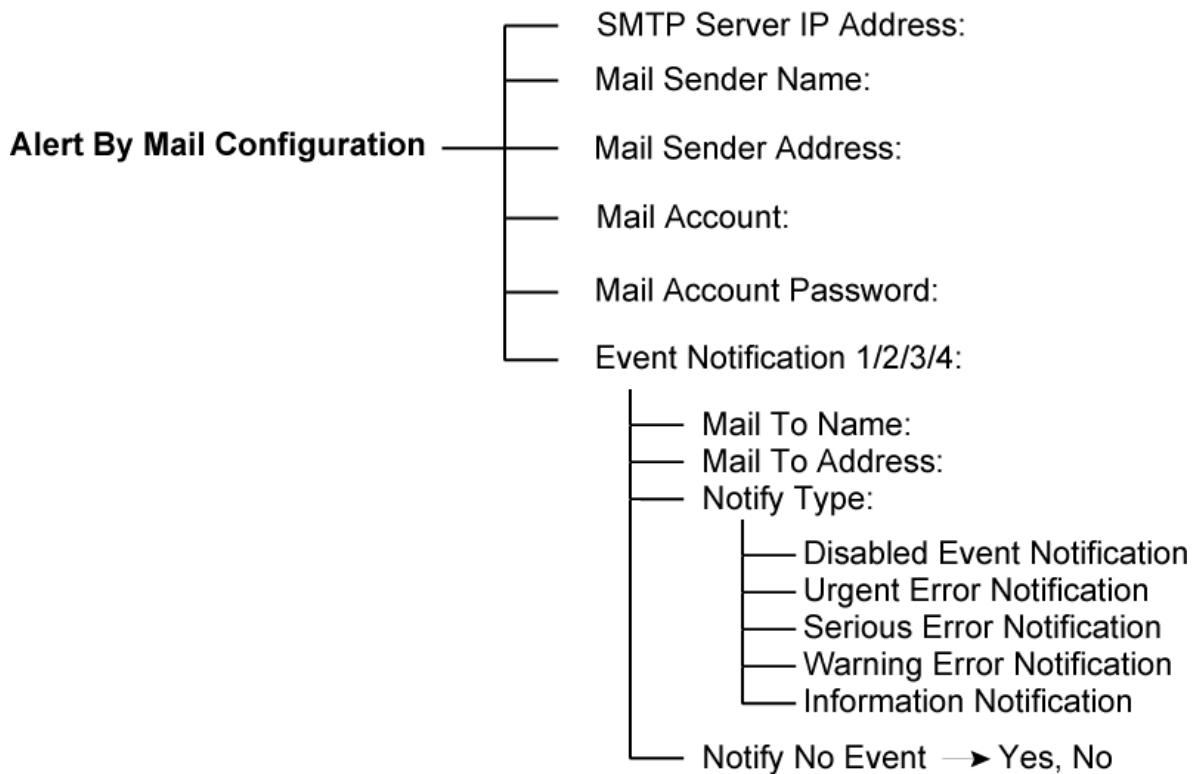 Alert By Mail Configuration
SMTP Server IP Address:
Mail Sender Name:
Mail Sender Address:
Mail Account:
Mail Account Password:
Event Notification 1/2/3/4:
Mail To Name:
Mail To Address:
Notify Type:
Disabled Event Notification
Urgent Error Notification
Serious Error Notification
Warning Error Notification
Information Notification
Notify No Event → Yes, No